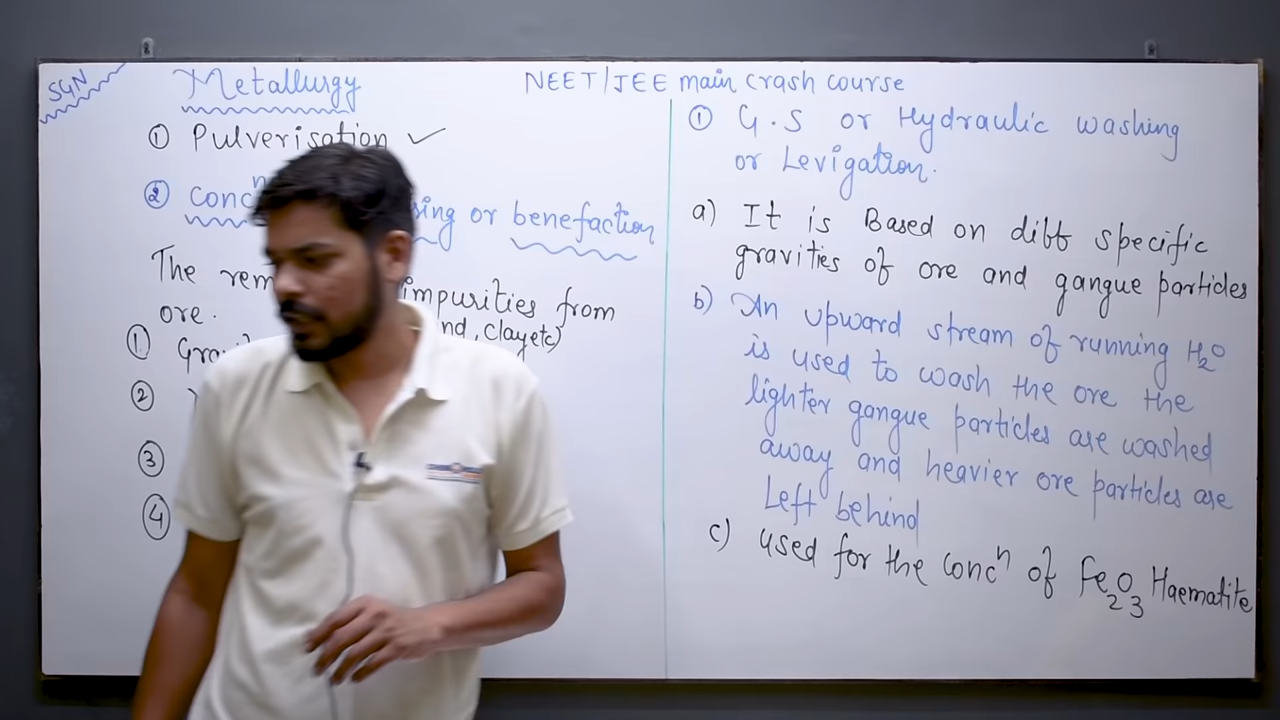 SGN
Metallurgy
NEET/JEE main crash course
① Pulverisation ✓
② Concn sing or benefaction
The rem impurities from
ore. nd, clay etc)
① Gra
②
③
④
① G.S or Hydraulic washing
or Levigation.
a) It is Based on diff specific
gravities of ore and gangue particles
b) An upward stream of running H2O
is used to wash the ore the
lighter gangue particles are washed
away and heavier ore particles are
Left behind
c) used for the concn of Fe2O3 Haematite